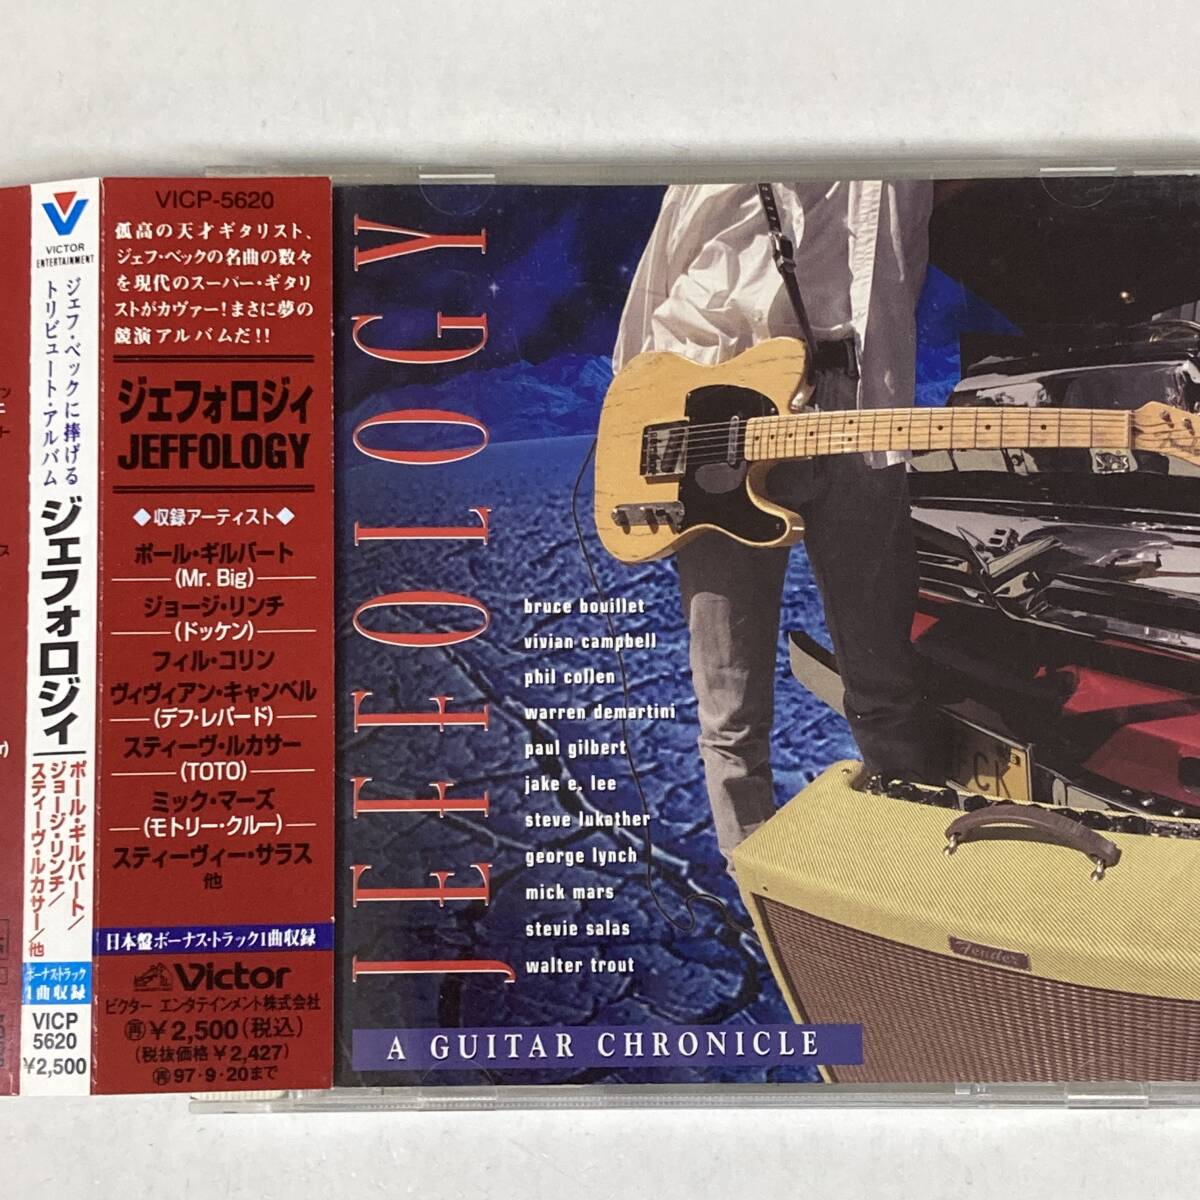 VICTOR
ENTERTAINMENT
ジェフ・ベックに捧げる
トリビュート・アルバム
ジェフォロジィ
ポール・ギルバート/
ジョージ・リンチ/
スティーヴ・ルカサー/他
ボーナス・トラック
1曲収録
VICP
5620
¥2,500
VICP-5620
孤高の天才ギタリスト、
ジェフ・ベックの名曲の数々
を現代のスーパー・ギタリ
ストがカヴァー!まさに夢の
競演アルバムだ!!
ジェフォロジィ
JEFFOLOGY
◆収録アーティスト◆
ポール・ギルバート
(Mr. Big)
ジョージ・リンチ
(ドッケン)
フィル・コリン
ヴィヴィアン・キャンベル
(デフ・レパード)
スティーヴ・ルカサー
(TOTO)
ミック・マーズ
(モトリー・クルー)
スティーヴィー・サラス
他
日本盤ボーナス・トラック1曲収録
Victor
ビクター エンタテインメント株式会社
再¥2,500(税込)
(税抜価格¥2,427)
再97・9・20まで
JEFFOLOGY
bruce bouillet
vivian campbell
phil collen
warren demartini
paul gilbert
jake e. lee
steve lukather
george lynch
mick mars
stevie salas
walter trout
A GUITAR CHRONICLE
Fender